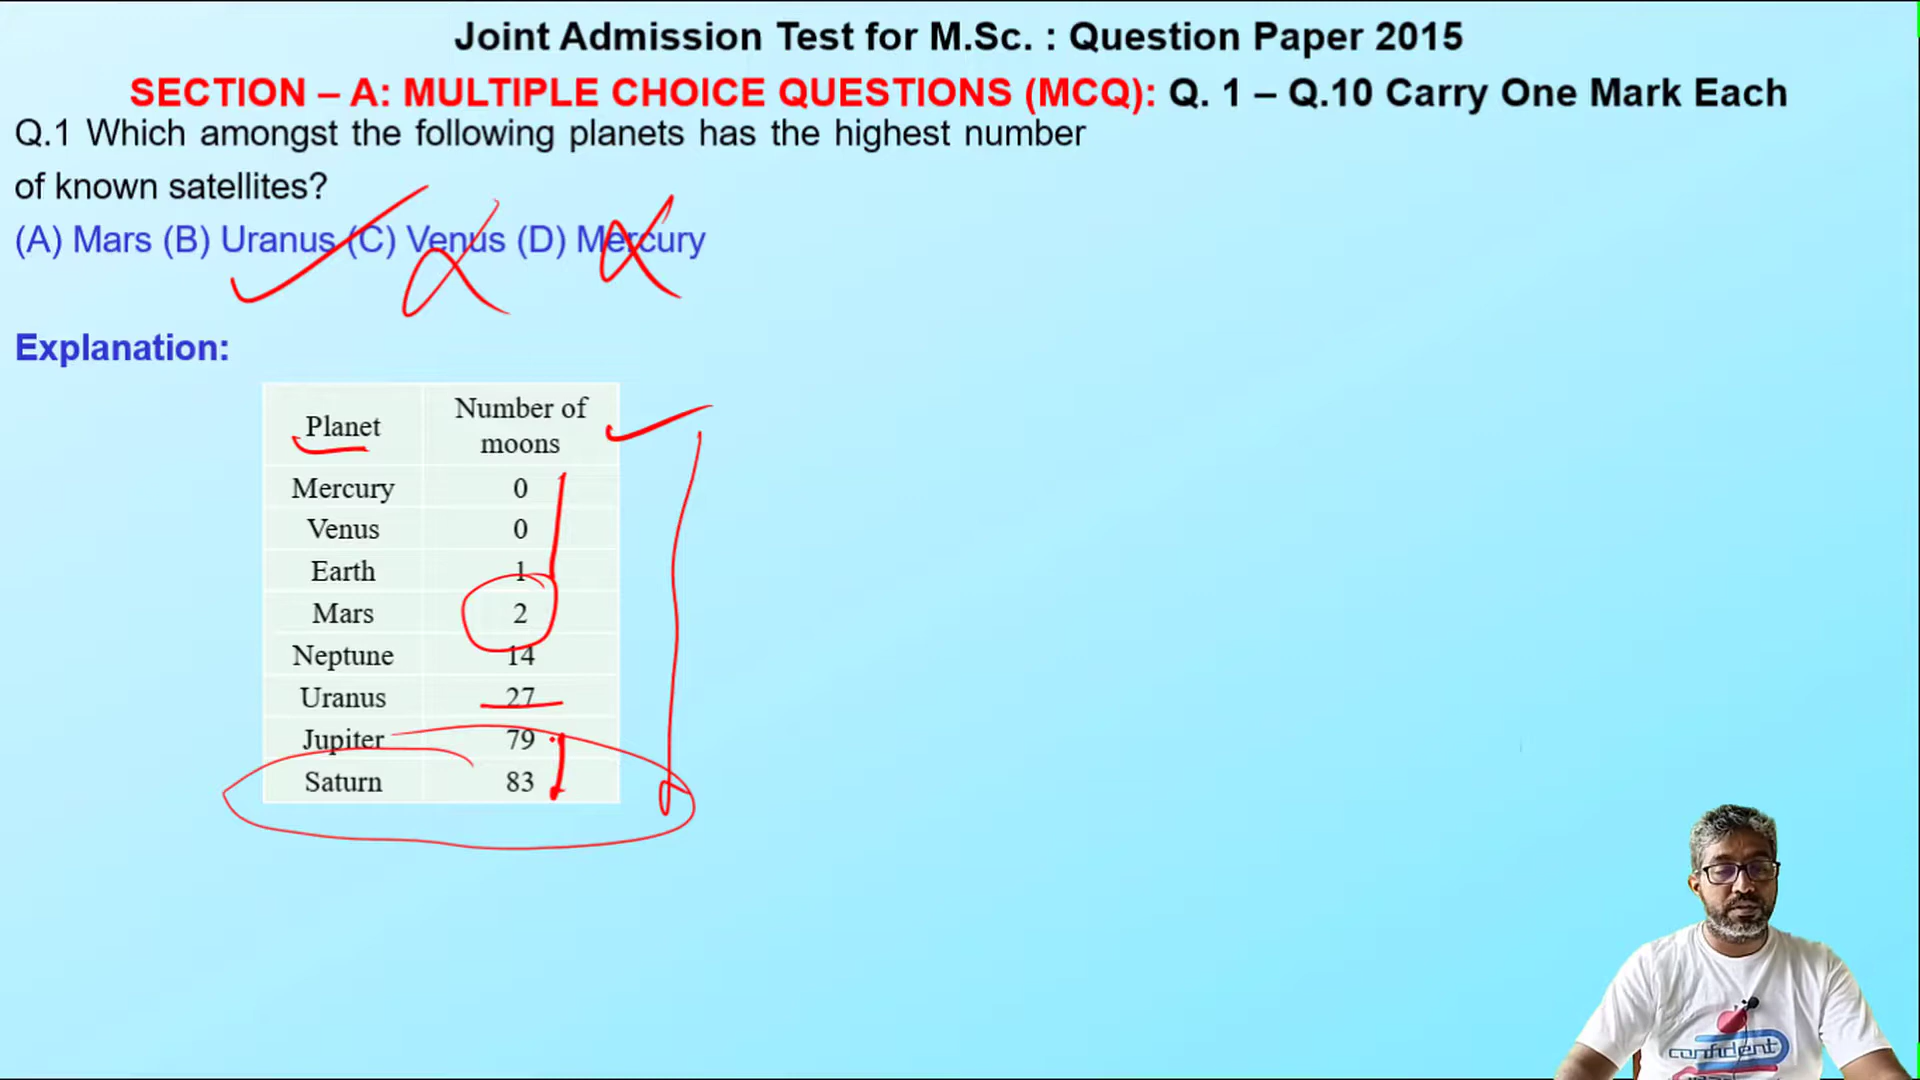 Joint Admission Test for M.Sc. : Question Paper 2015
SECTION – A: MULTIPLE CHOICE QUESTIONS (MCQ): Q. 1 – Q.10 Carry One Mark Each
Q.1 Which amongst the following planets has the highest number
of known satellites?
(A) Mars (B) Uranus (C) Venus (D) Mercury
Explanation:
Planet Number of moons
Mercury 0
Venus 0
Earth 1
Mars 2
Neptune 14
Uranus 27
Jupiter 79
Saturn 83
confident